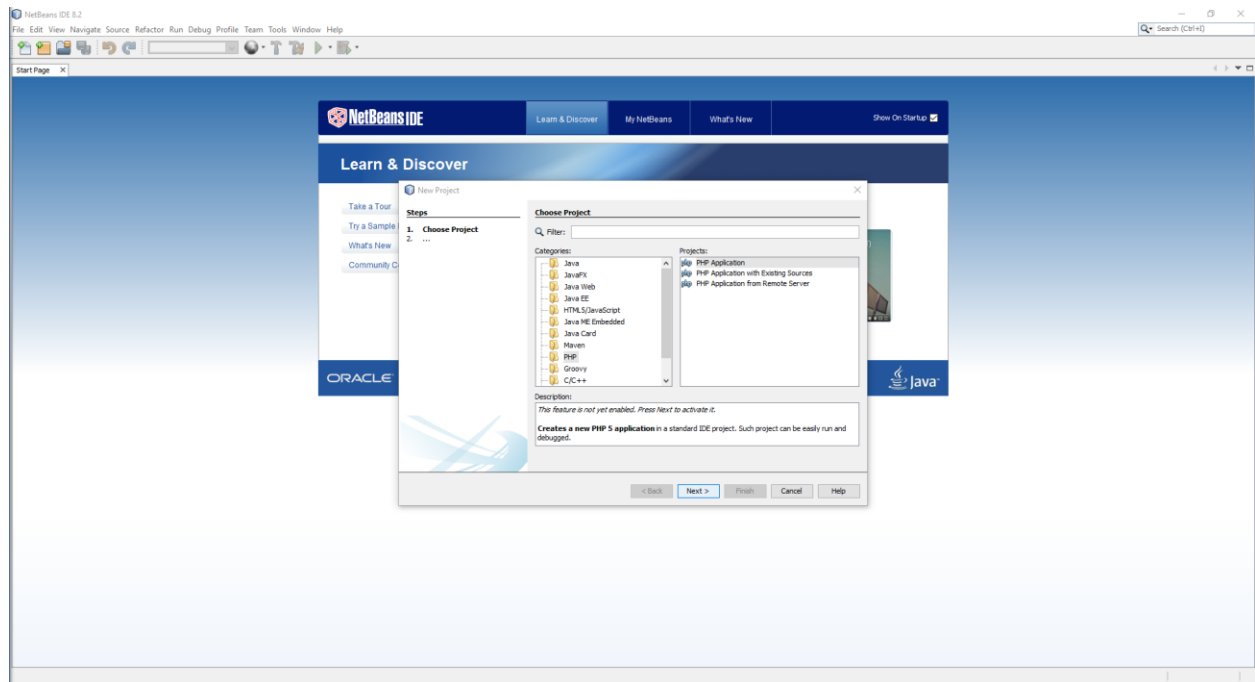 NetBeans IDE 8.2
File Edit View Navigate Source Refactor Run Debug Profile Team Tools Window Help
Search (Ctrl+I)
Start Page
NetBeans IDE
Learn & Discover
My NetBeans
What's New
Show On Startup
Learn & Discover
Take a Tour
Try a Sample
What's New
Community C
New Project
Steps
1. Choose Project
2. ...
Choose Project
Filter:
Categories:
Java
JavaFX
Java Web
Java EE
HTML5/JavaScript
Java ME Embedded
Java Card
Maven
PHP
Groovy
C/C++
Projects:
PHP Application
PHP Application with Existing Sources
PHP Application from Remote Server
Description:
This feature is not yet enabled. Press Next to activate it.
Creates a new PHP 5 application in a standard IDE project. Such project can be easily run and
debugged.
< Back
Next >
Finish
Cancel
Help
ORACLE
Java